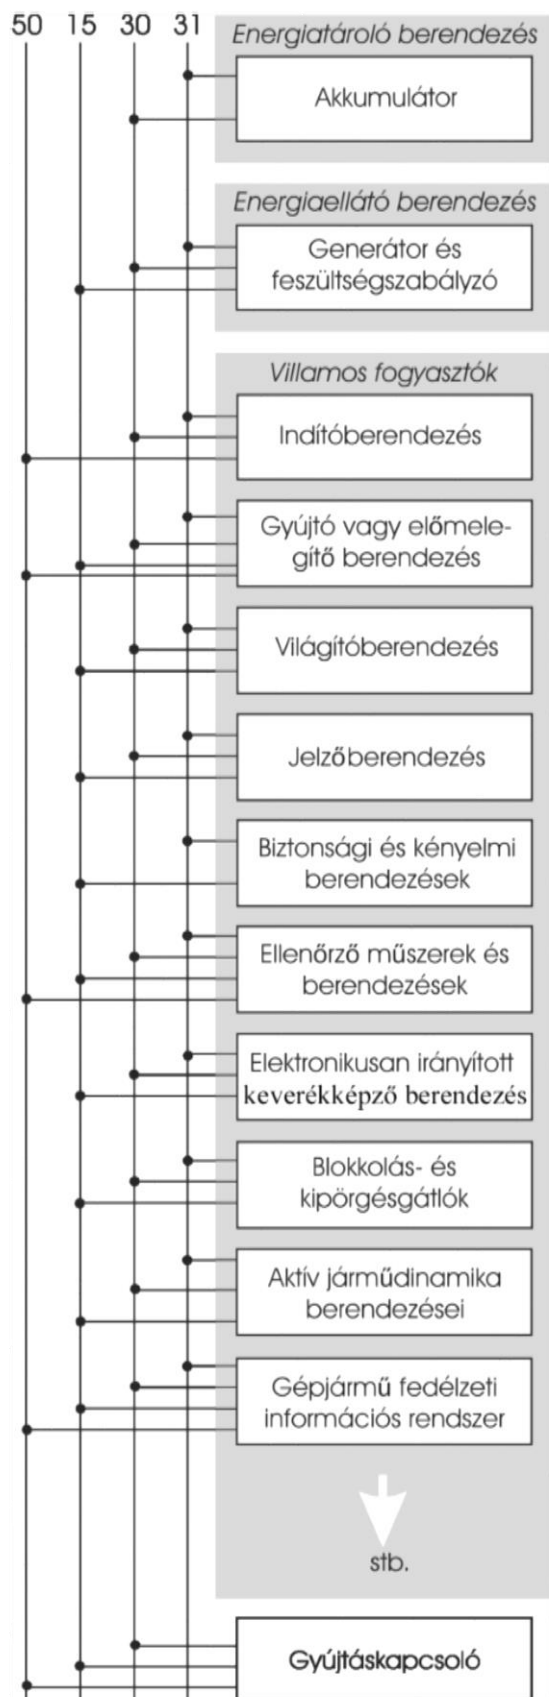 50 15 30 31
Energiatároló berendezés
Akkumulátor
Energiaellátó berendezés
Generátor és
feszültségszabályzó
Villamos fogyasztók
Indítóberendezés
Gyújtó vagy előmele-
gítő berendezés
Világítóberendezés
Jelzőberendezés
Biztonsági és kényelmi
berendezések
Ellenőrző műszerek és
berendezések
Elektronikusan irányított
keverékképző berendezés
Blokkolás- és
kipörgésgátlók
Aktív járműdinamika
berendezései
Gépjármű fedélzeti
információs rendszer
stb.
Gyújtáskapcsoló